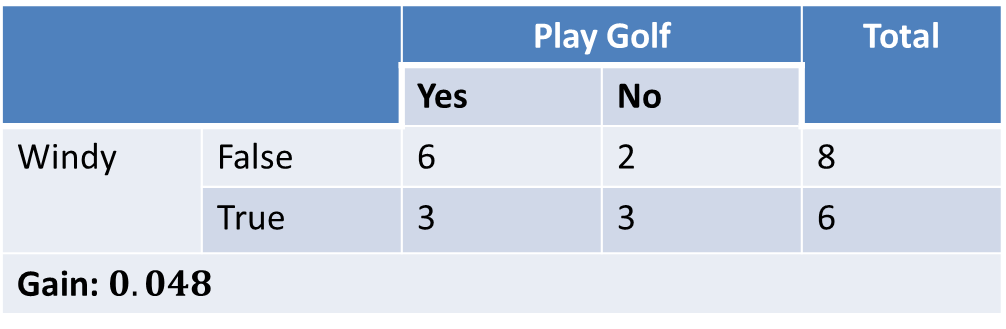 Play Golf Total
Yes No
Windy False 6 2 8
True 3 3 6
Gain: 0.048